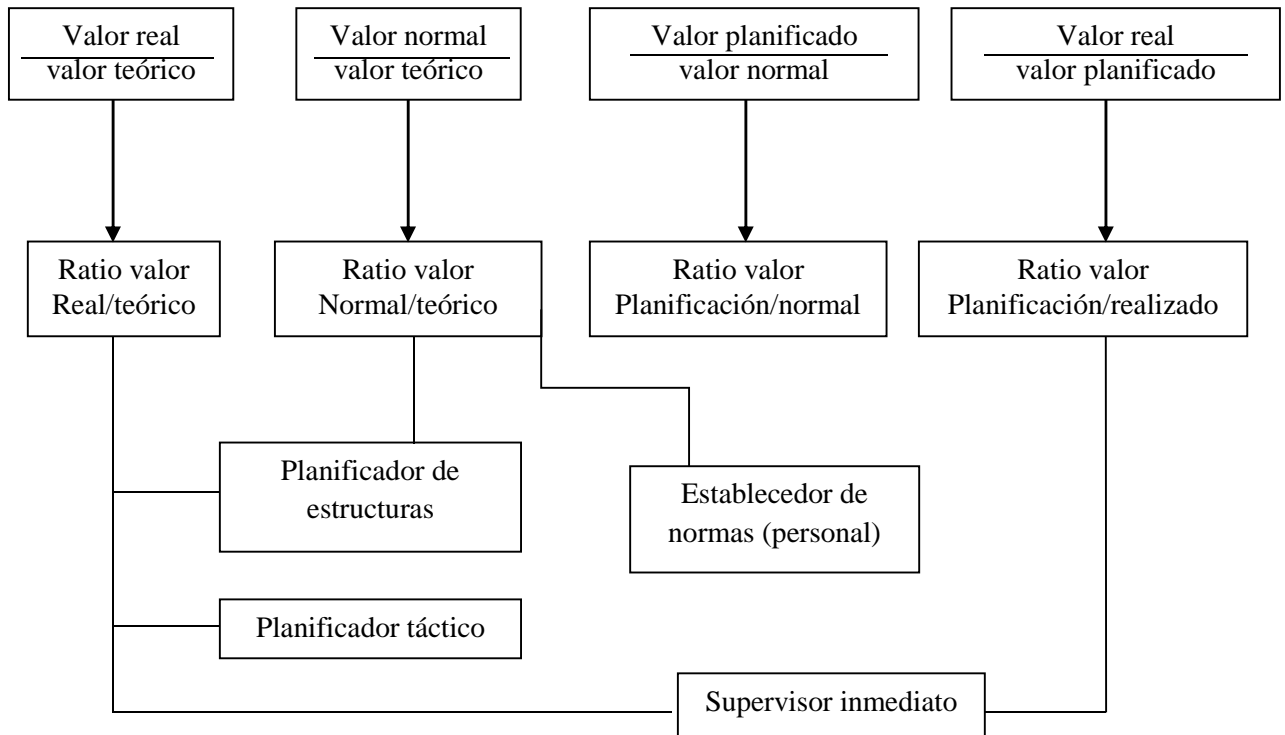 Valor real
valor teórico
Valor normal
valor teórico
Valor planificado
valor normal
Valor real
valor planificado
Ratio valor
Real/teórico
Ratio valor
Normal/teórico
Ratio valor
Planificación/normal
Ratio valor
Planificación/realizado
Planificador de
estructuras
Establecedor de
normas (personal)
Planificador táctico
Supervisor inmediato